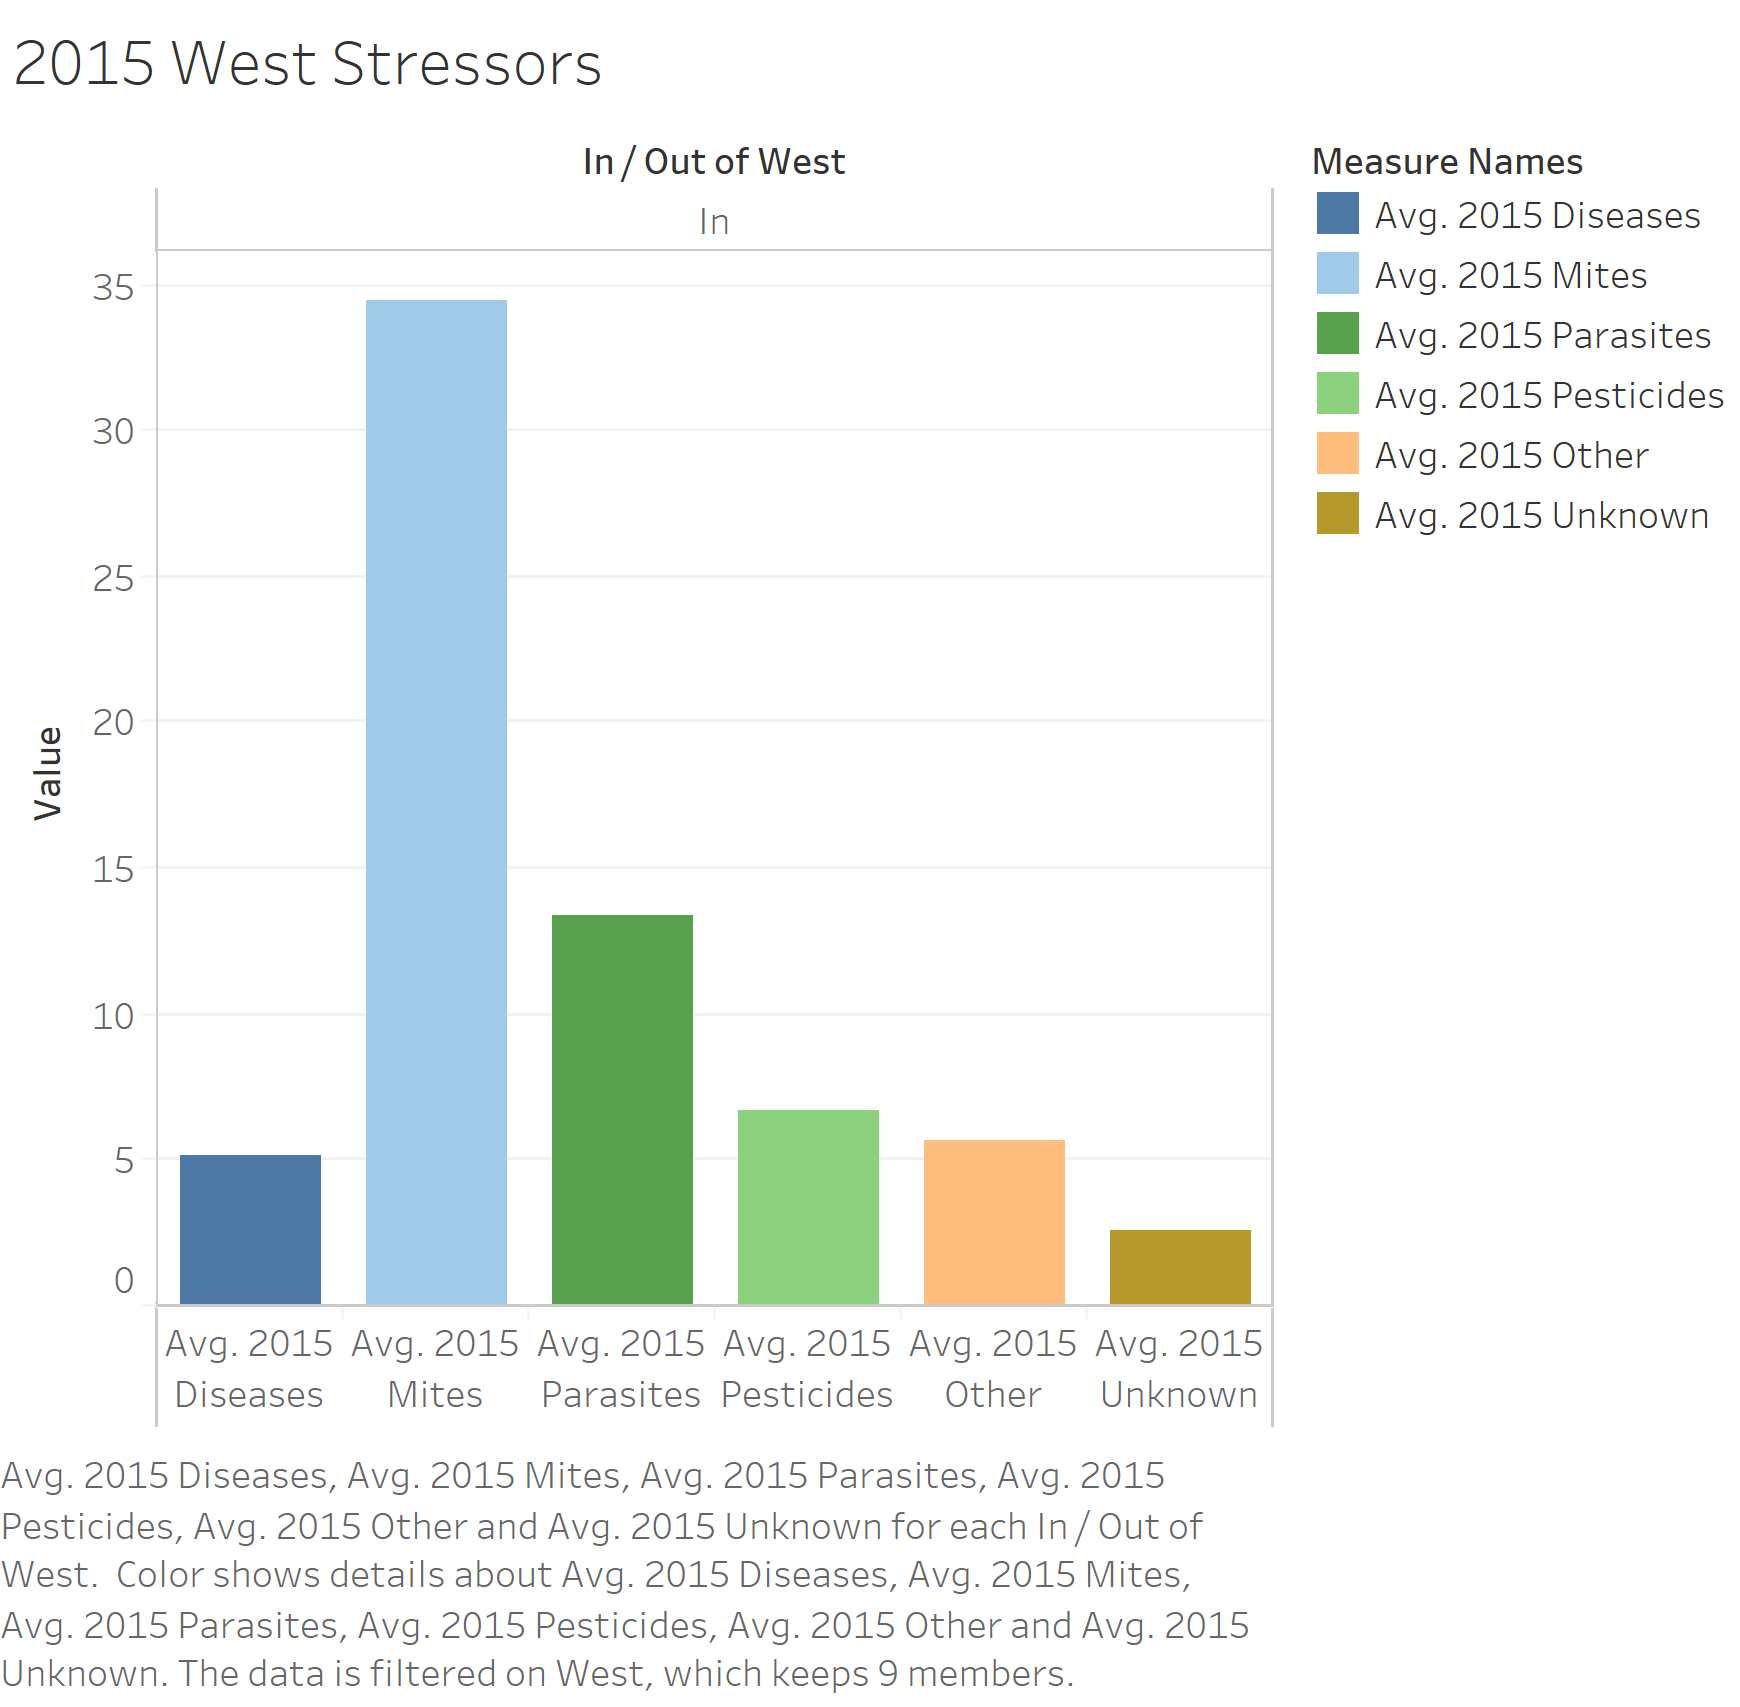 2015 West Stressors
In / Out of West
In
Measure Names
Avg. 2015 Diseases
Avg. 2015 Mites
Avg. 2015 Parasites
Avg. 2015 Pesticides
Avg. 2015 Other
Avg. 2015 Unknown
35
30
25
20
15
10
5
0
Value
Avg. 2015 Diseases
Avg. 2015 Mites
Avg. 2015 Parasites
Avg. 2015 Pesticides
Avg. 2015 Other
Avg. 2015 Unknown
Avg. 2015 Diseases, Avg. 2015 Mites, Avg. 2015 Parasites, Avg. 2015
Pesticides, Avg. 2015 Other and Avg. 2015 Unknown for each In / Out of
West.  Color shows details about Avg. 2015 Diseases, Avg. 2015 Mites,
Avg. 2015 Parasites, Avg. 2015 Pesticides, Avg. 2015 Other and Avg. 2015
Unknown. The data is filtered on West, which keeps 9 members.